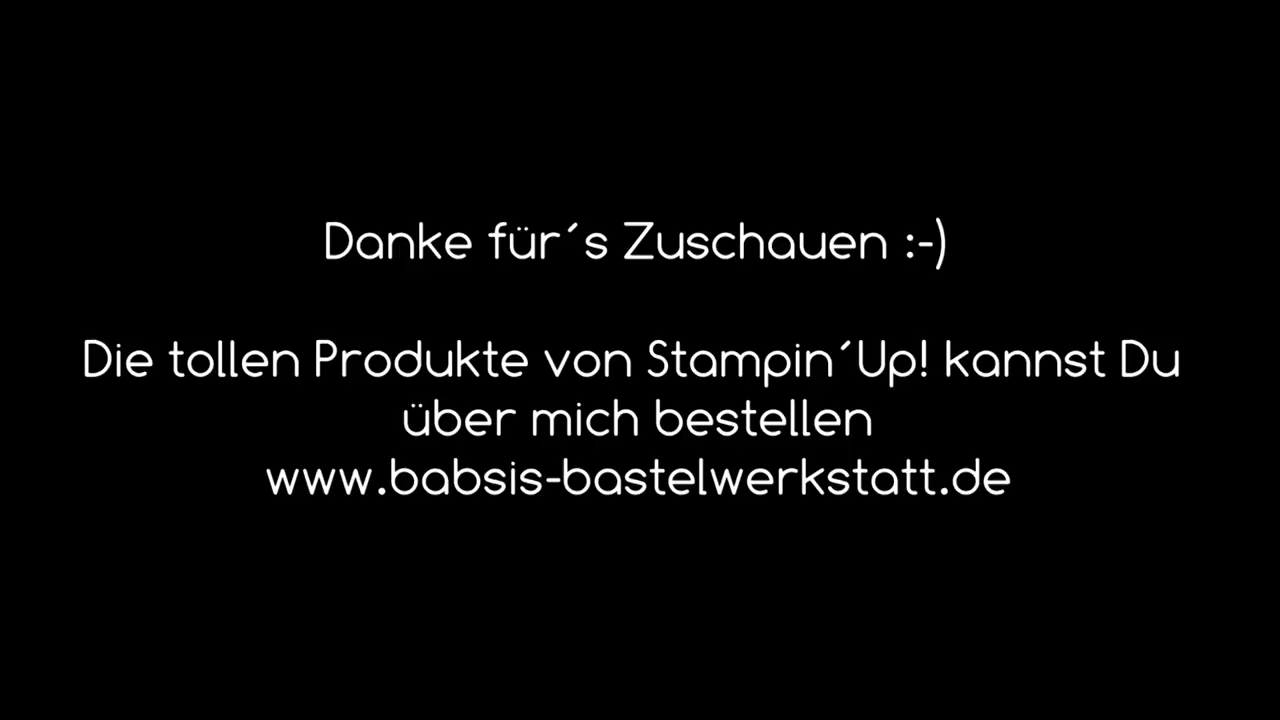 Danke für´s Zuschauen :-)
Die tollen Produkte von Stampin´Up! kannst Du
über mich bestellen
www.babsis-bastelwerkstatt.de